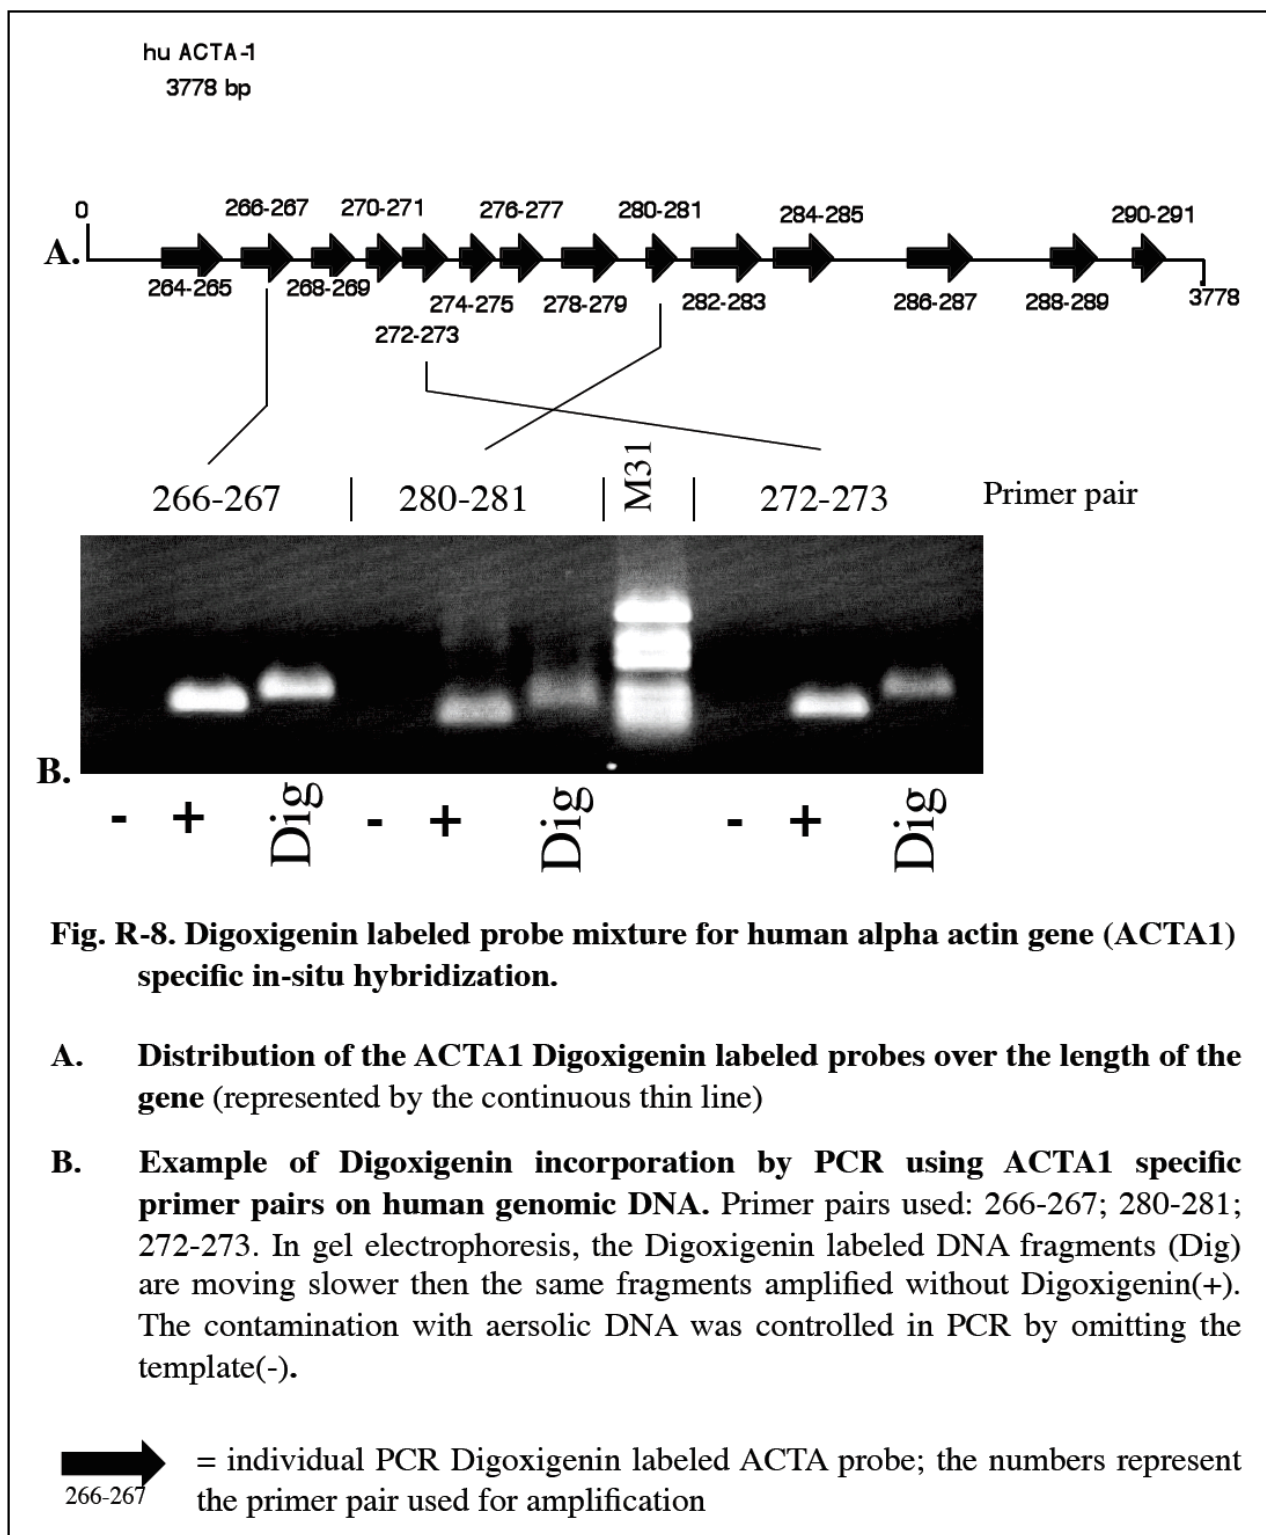 hu ACTA-1
3778 bp
0
266-267
270-271
276-277
280-281
284-285
290-291
A.
264-265
268-269
274-275
278-279
282-283
286-287
288-289
3778
272-273
266-267 | 280-281 | M31 | 272-273 Primer pair
B.
- + Dig - + Dig - + Dig
Fig. R-8. Digoxigenin labeled probe mixture for human alpha actin gene (ACTA1)
specific in-situ hybridization.
A. Distribution of the ACTA1 Digoxigenin labeled probes over the length of the
gene (represented by the continuous thin line)
B. Example of Digoxigenin incorporation by PCR using ACTA1 specific
primer pairs on human genomic DNA. Primer pairs used: 266-267; 280-281;
272-273. In gel electrophoresis, the Digoxigenin labeled DNA fragments (Dig)
are moving slower then the same fragments amplified without Digoxigenin(+).
The contamination with aersolic DNA was controlled in PCR by omitting the
template(-).
= individual PCR Digoxigenin labeled ACTA probe; the numbers represent
266-267
the primer pair used for amplification